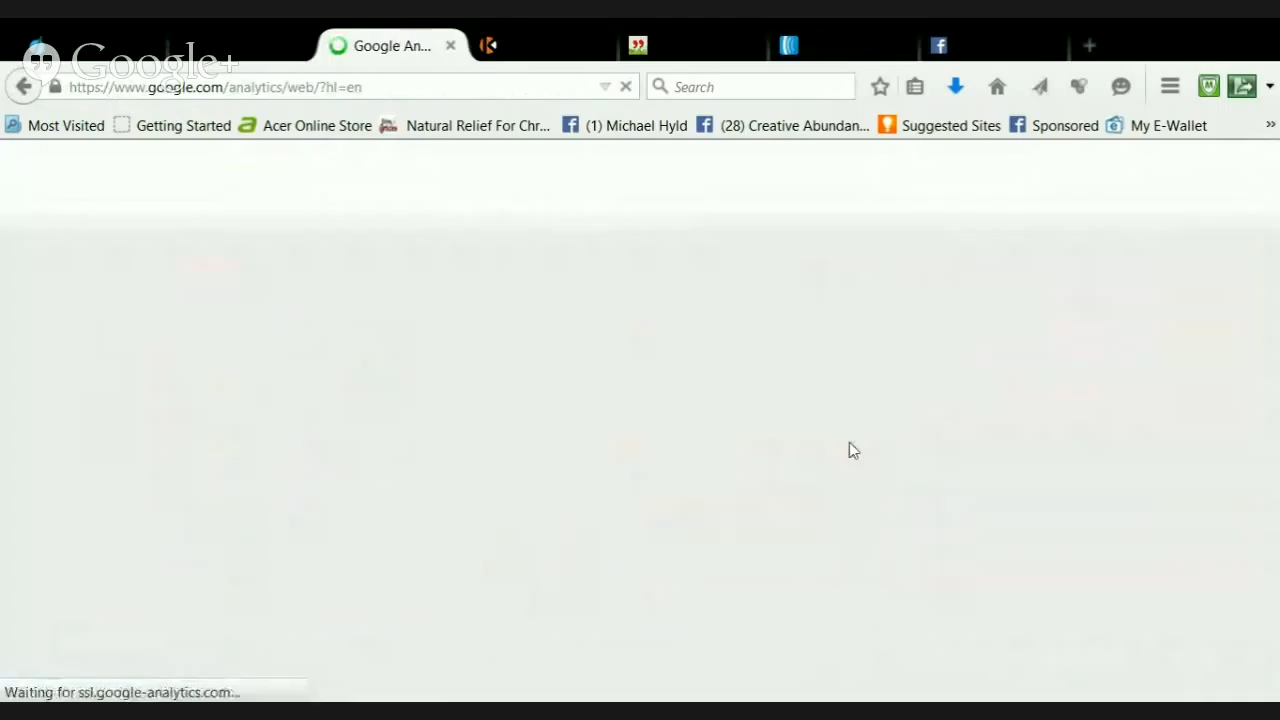 Google+
Google An...
https://www.google.com/analytics/web/?hl=en
Search
Most Visited Getting Started Acer Online Store Natural Relief For Chr... (1) Michael Hyld (28) Creative Abundan... Suggested Sites Sponsored My E-Wallet »
Waiting for ssl.google-analytics.com...